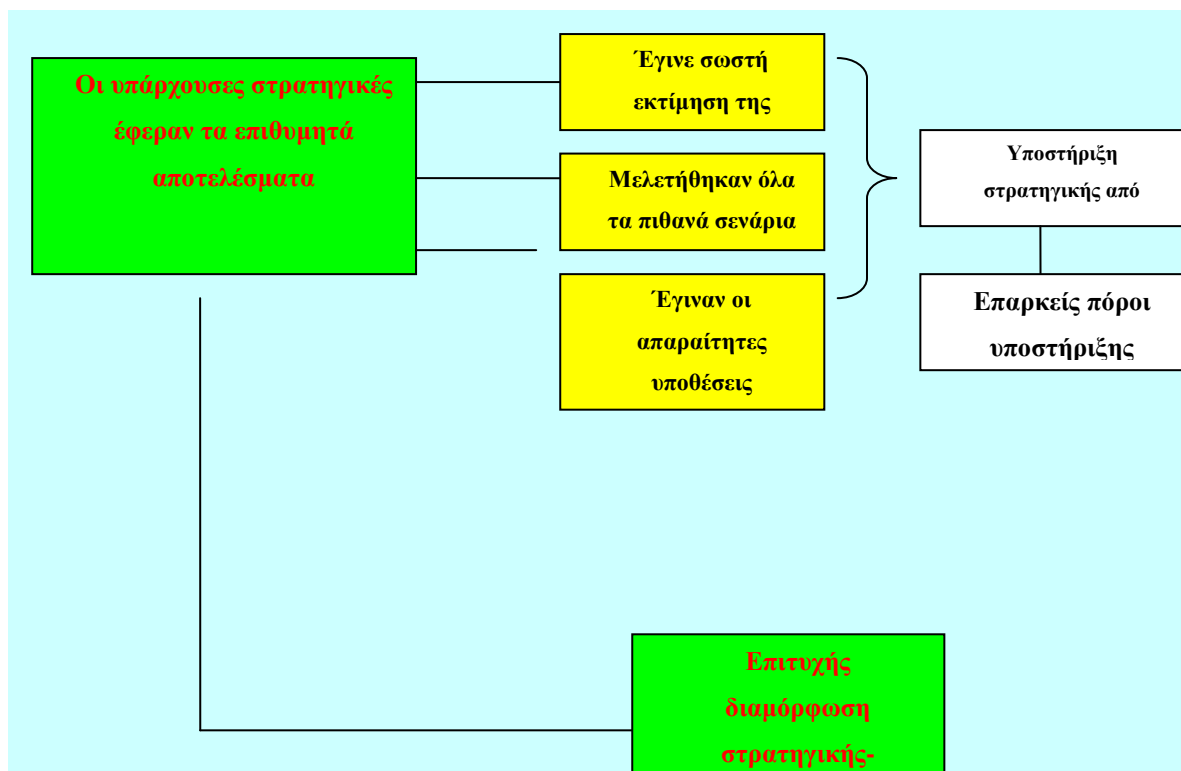 Οι υπάρχουσες στρατηγικές
έφεραν τα επιθυμητά
αποτελέσματα
Έγινε σωστή
εκτίμηση της
Μελετήθηκαν όλα
τα πιθανά σενάρια
Έγιναν οι
απαραίτητες
υποθέσεις
Υποστήριξη
στρατηγικής από
Επαρκείς πόροι
υποστήριξης
Επιτυχής
διαμόρφωση
στρατηγικής-